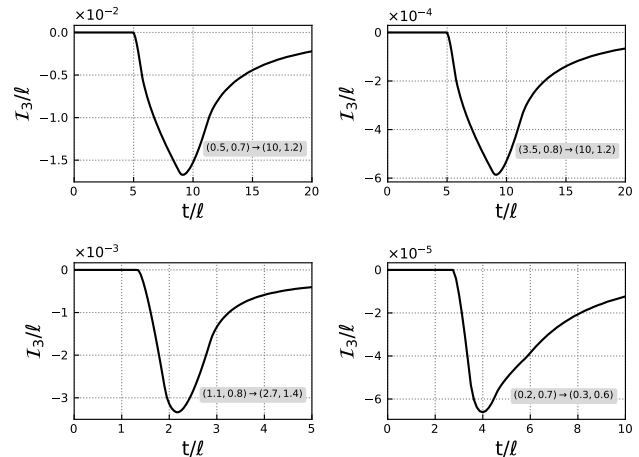 ×10⁻²
0.0
−0.5
−1.0
−1.5
I₃/ℓ
(0.5, 0.7) → (10, 1.2)
0 5 10 15 20
t/ℓ
×10⁻⁴
0
−2
−4
−6
I₃/ℓ
(3.5, 0.8) → (10, 1.2)
0 5 10 15 20
t/ℓ
×10⁻³
0
−1
−2
−3
I₃/ℓ
(1.1, 0.8) → (2.7, 1.4)
0 1 2 3 4 5
t/ℓ
×10⁻⁵
0
−2
−4
−6
I₃/ℓ
(0.2, 0.7) → (0.3, 0.6)
0 2 4 6 8 10
t/ℓ